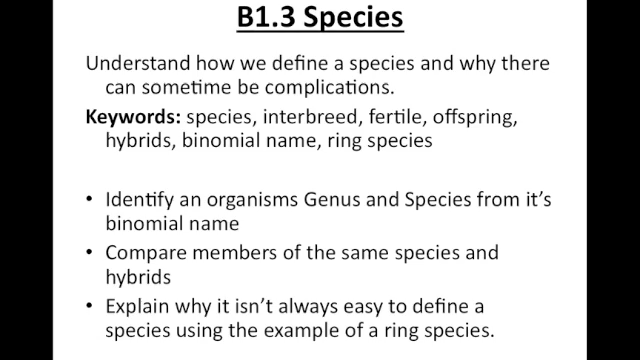 B1.3 Species
Understand how we define a species and why there
can sometime be complications.
Keywords: species, interbreed, fertile, offspring,
hybrids, binomial name, ring species
• Identify an organisms Genus and Species from it's
binomial name
• Compare members of the same species and
hybrids
• Explain why it isn't always easy to define a
species using the example of a ring species.